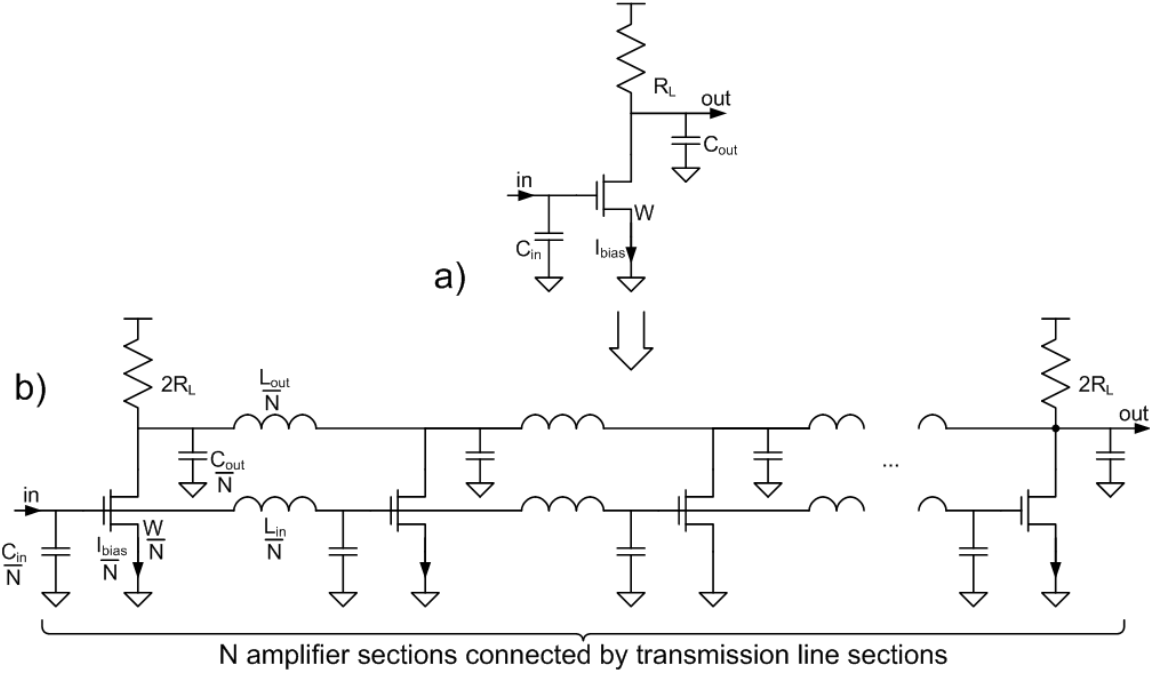 R_L
out
C_out
in
W
C_in
I_bias
a)
b)
2R_L
L_out
N
2R_L
out
C_out
N
...
in
W
N
L_in
N
C_in
N
I_bias
N
N amplifier sections connected by transmission line sections